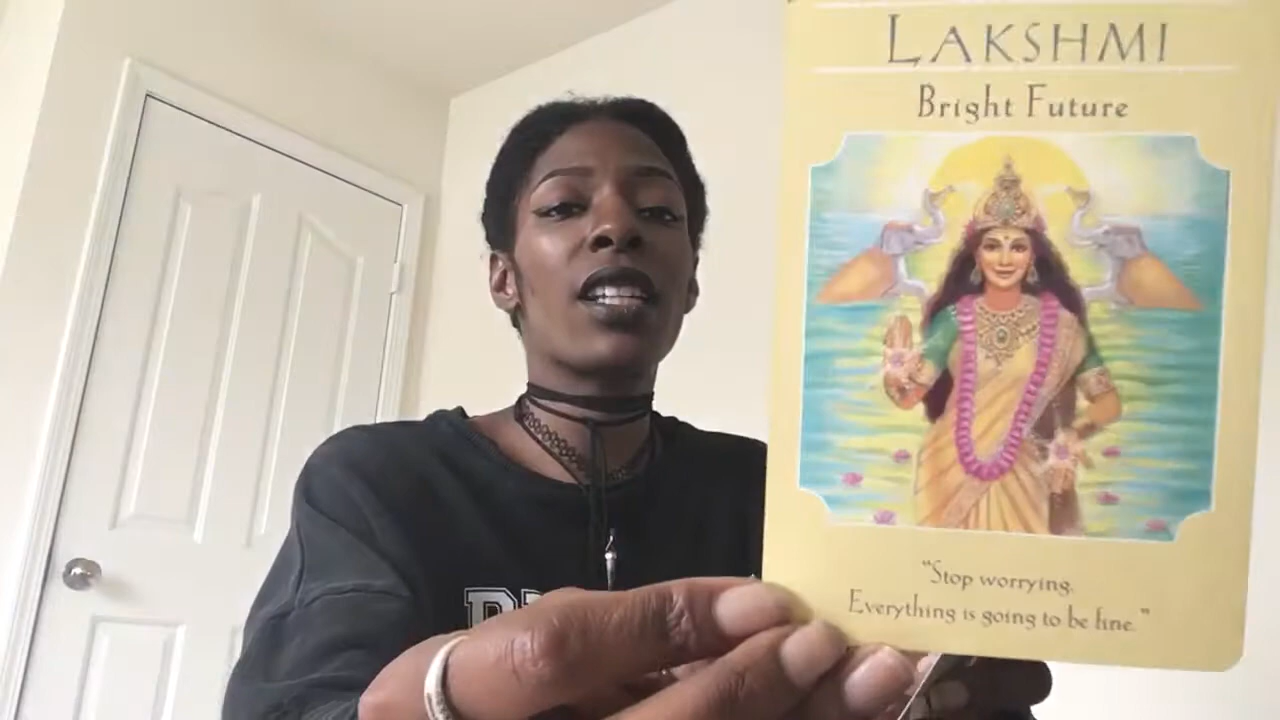 LAKSHMI
Bright Future
"Stop worrying.
Everything is going to be fine."